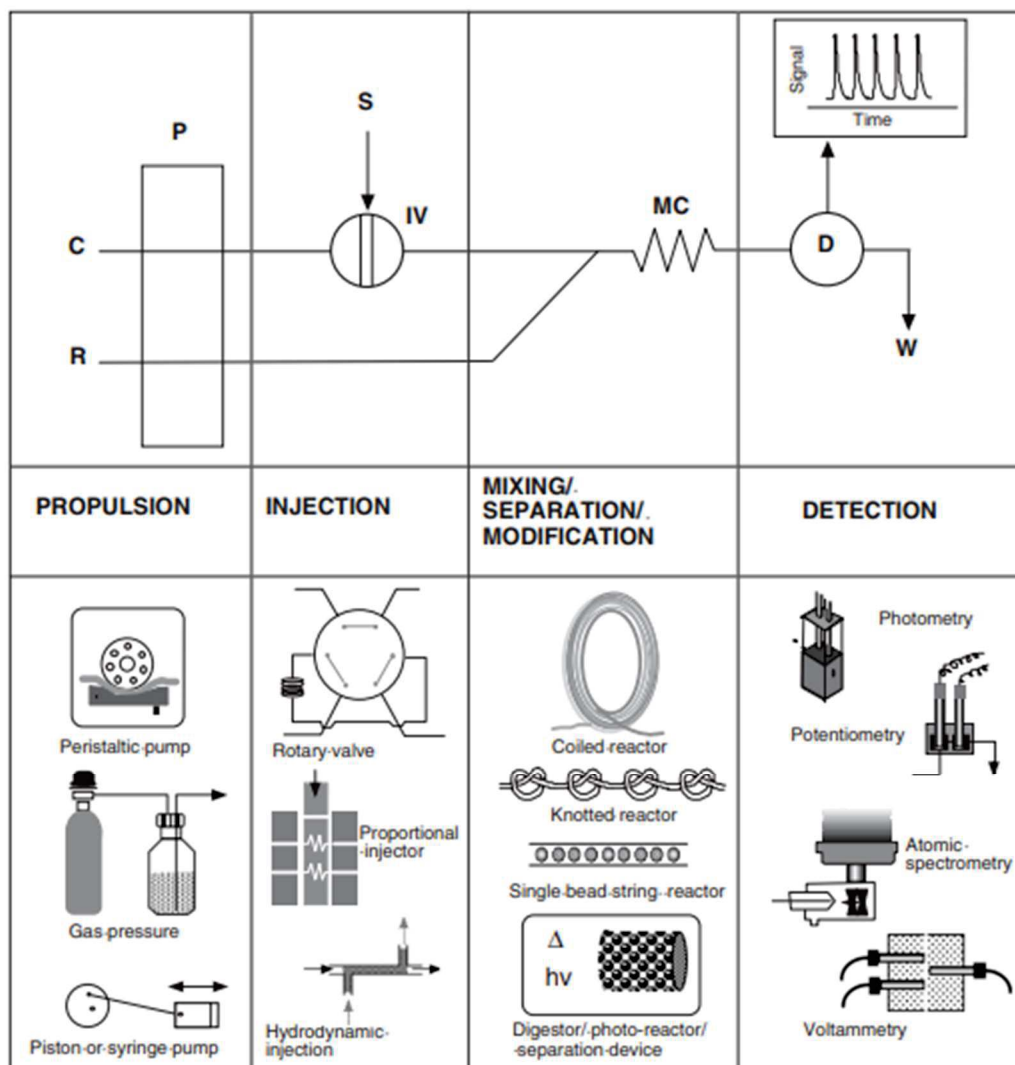 Signal
Time
S
P
IV
MC
C
D
R
W
PROPULSION
INJECTION
MIXING/.
SEPARATION/.
MODIFICATION
DETECTION
Peristaltic·pump
Gas·pressure
Piston·or·syringe·pump
Rotary·valve
Proportional
·injector
Hydrodynamic·
injection
Coiled·reactor
Knotted·reactor
Single·bead·string··reactor
Δ
hν
Digestor/·photo-reactor/
·separation·device
Photometry
Potentiometry
Atomic·
spectrometry
Voltammetry